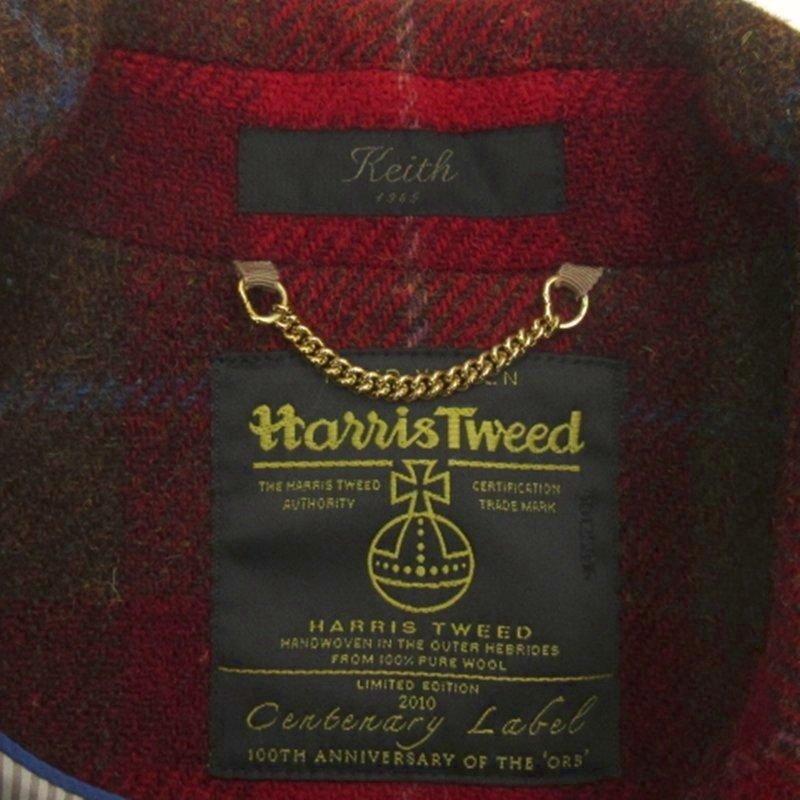 Keith
1965
Harris Tweed
THE HARRIS TWEED CERTIFICATION
AUTHORITY TRADE MARK
HARRIS TWEED
HANDWOVEN IN THE OUTER HEBRIDES
FROM 100% PURE WOOL
LIMITED EDITION
2010
Centenary Label
100TH ANNIVERSARY OF THE 'ORB'